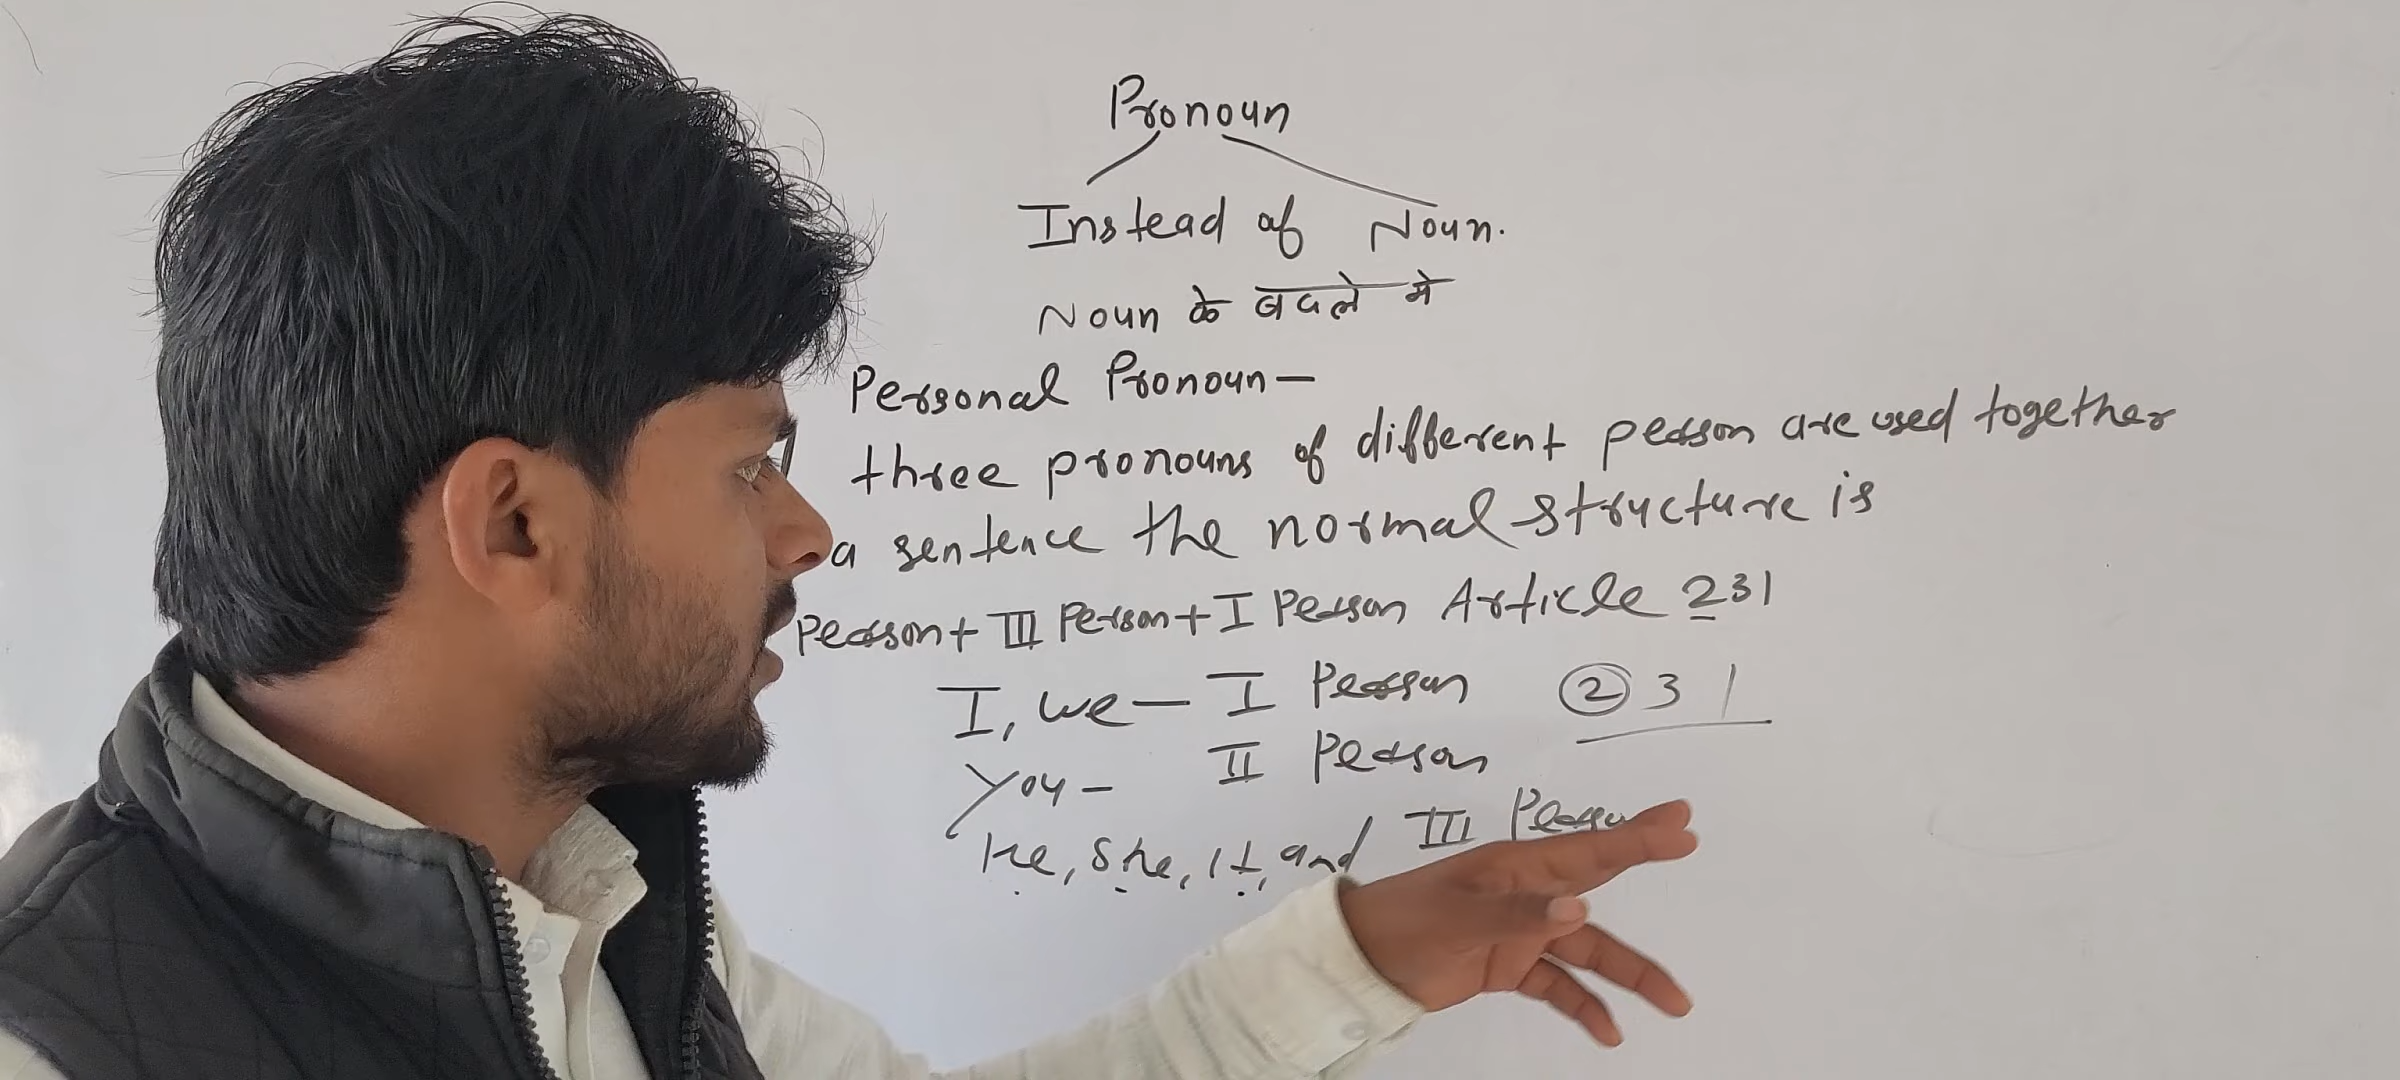 Pronoun
Instead of Noun.
Noun के बदले मे
Personal Pronoun-
three pronouns of different person are used together
a sentence the normal structure is
Person + III Person + I Person Article 231
I, we - I Person ② 3 1
You - II Person
he, she, it, and III Person